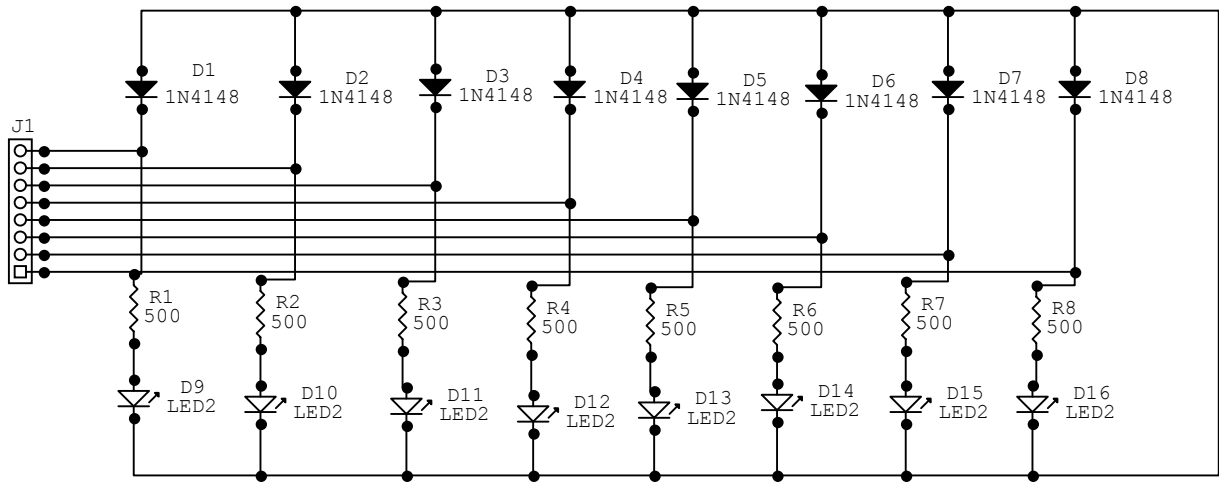 D1
1N4148
D2
1N4148
D3
1N4148
D4
1N4148
D5
1N4148
D6
1N4148
D7
1N4148
D8
1N4148
J1
R1
500
R2
500
R3
500
R4
500
R5
500
R6
500
R7
500
R8
500
D9
LED2
D10
LED2
D11
LED2
D12
LED2
D13
LED2
D14
LED2
D15
LED2
D16
LED2